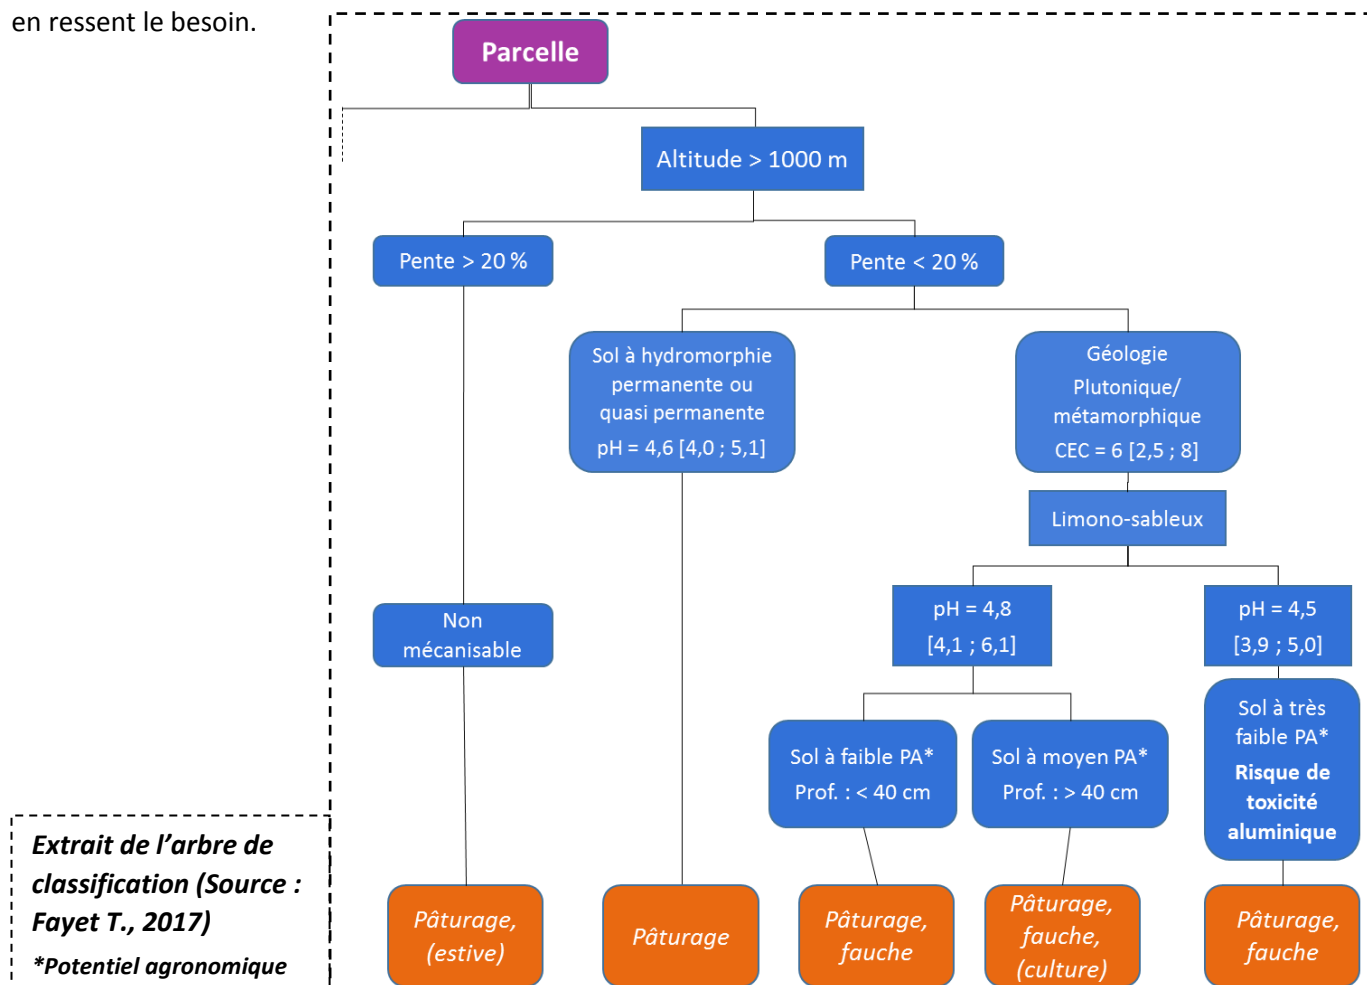 en ressent le besoin.
Parcelle
Altitude > 1000 m
Pente > 20 %
Pente < 20 %
Sol à hydromorphie
permanente ou
quasi permanente
pH = 4,6 [4,0 ; 5,1]
Géologie
Plutonique/
métamorphique
CEC = 6 [2,5 ; 8]
Limono-sableux
Non
mécanisable
pH = 4,8
[4,1 ; 6,1]
pH = 4,5
[3,9 ; 5,0]
Sol à faible PA*
Prof. : < 40 cm
Sol à moyen PA*
Prof. : > 40 cm
Sol à très
faible PA*
Risque de
toxicité
aluminique
Extrait de l’arbre de
classification (Source :
Fayet T., 2017)
*Potentiel agronomique
Pâturage,
(estive)
Pâturage
Pâturage,
fauche
Pâturage,
fauche,
(culture)
Pâturage,
fauche